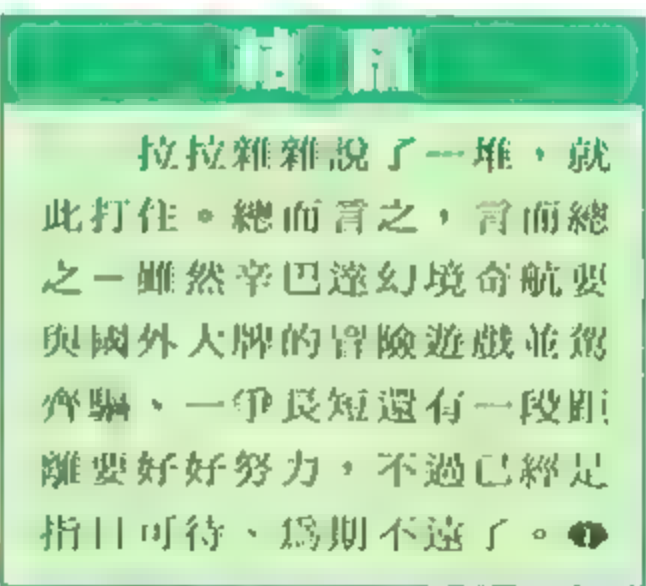 拉拉雜雜說了一堆，就
此打住。總而言之，言而總
之－雖然辛巴達幻境奇航要
與國外大牌的冒險遊戲並駕
齊驅、一爭長短還有一段距
離要好好努力，不過已經是
指日可待、為期不遠了。